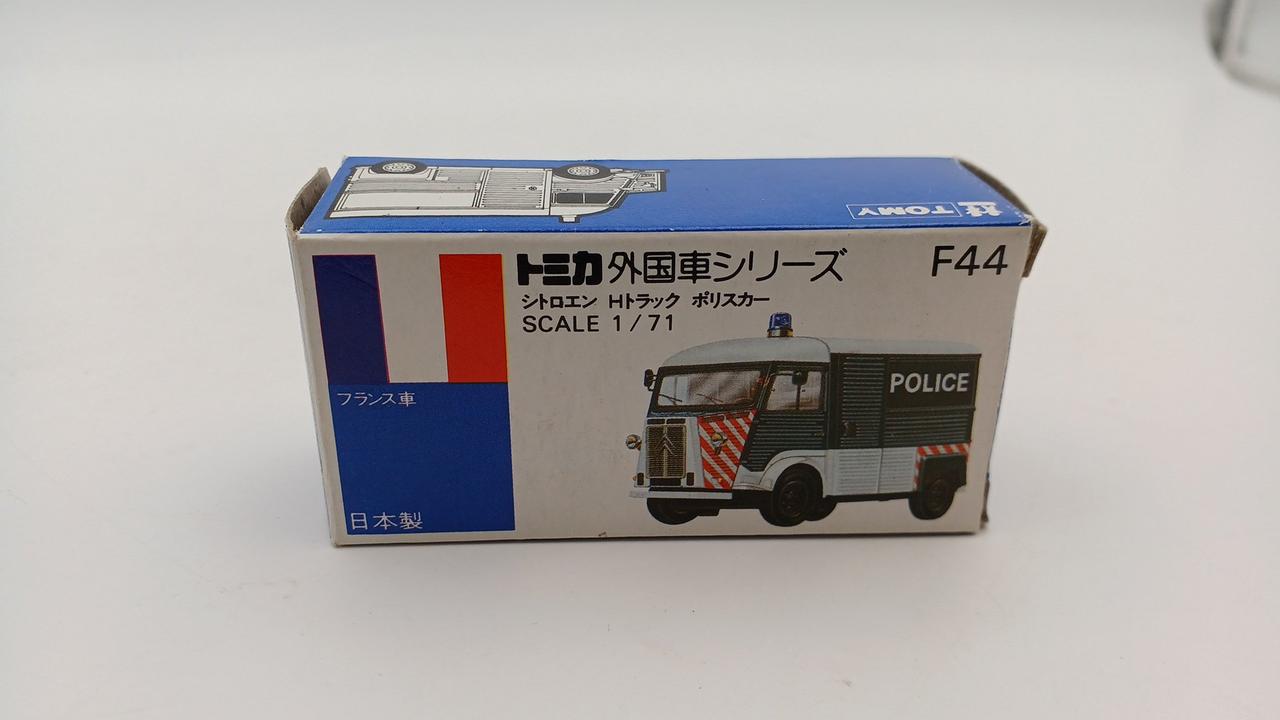 TOMY
トミカ 外国車シリーズ
F44
シトロエン Hトラック ポリスカー
SCALE 1/71
POLICE
フランス車
日本製